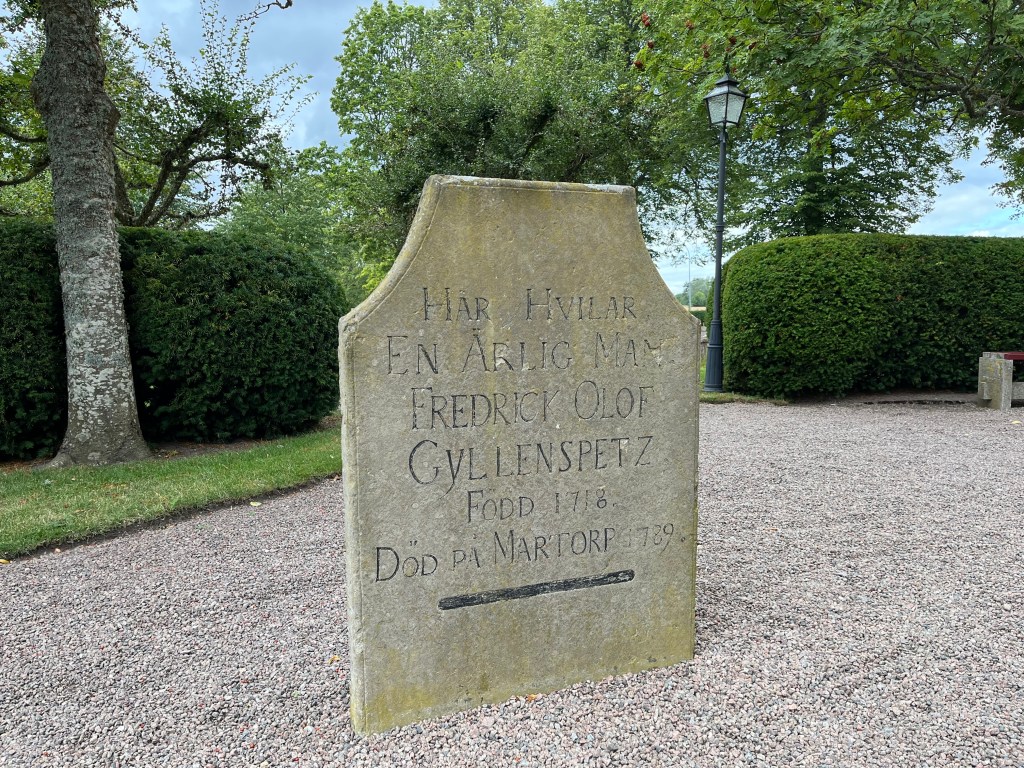 Här Hvilar
En Ärlig Man
Fredrick Olof
Gyllenspetz
Född 1718.
Död på Martorp 1789.